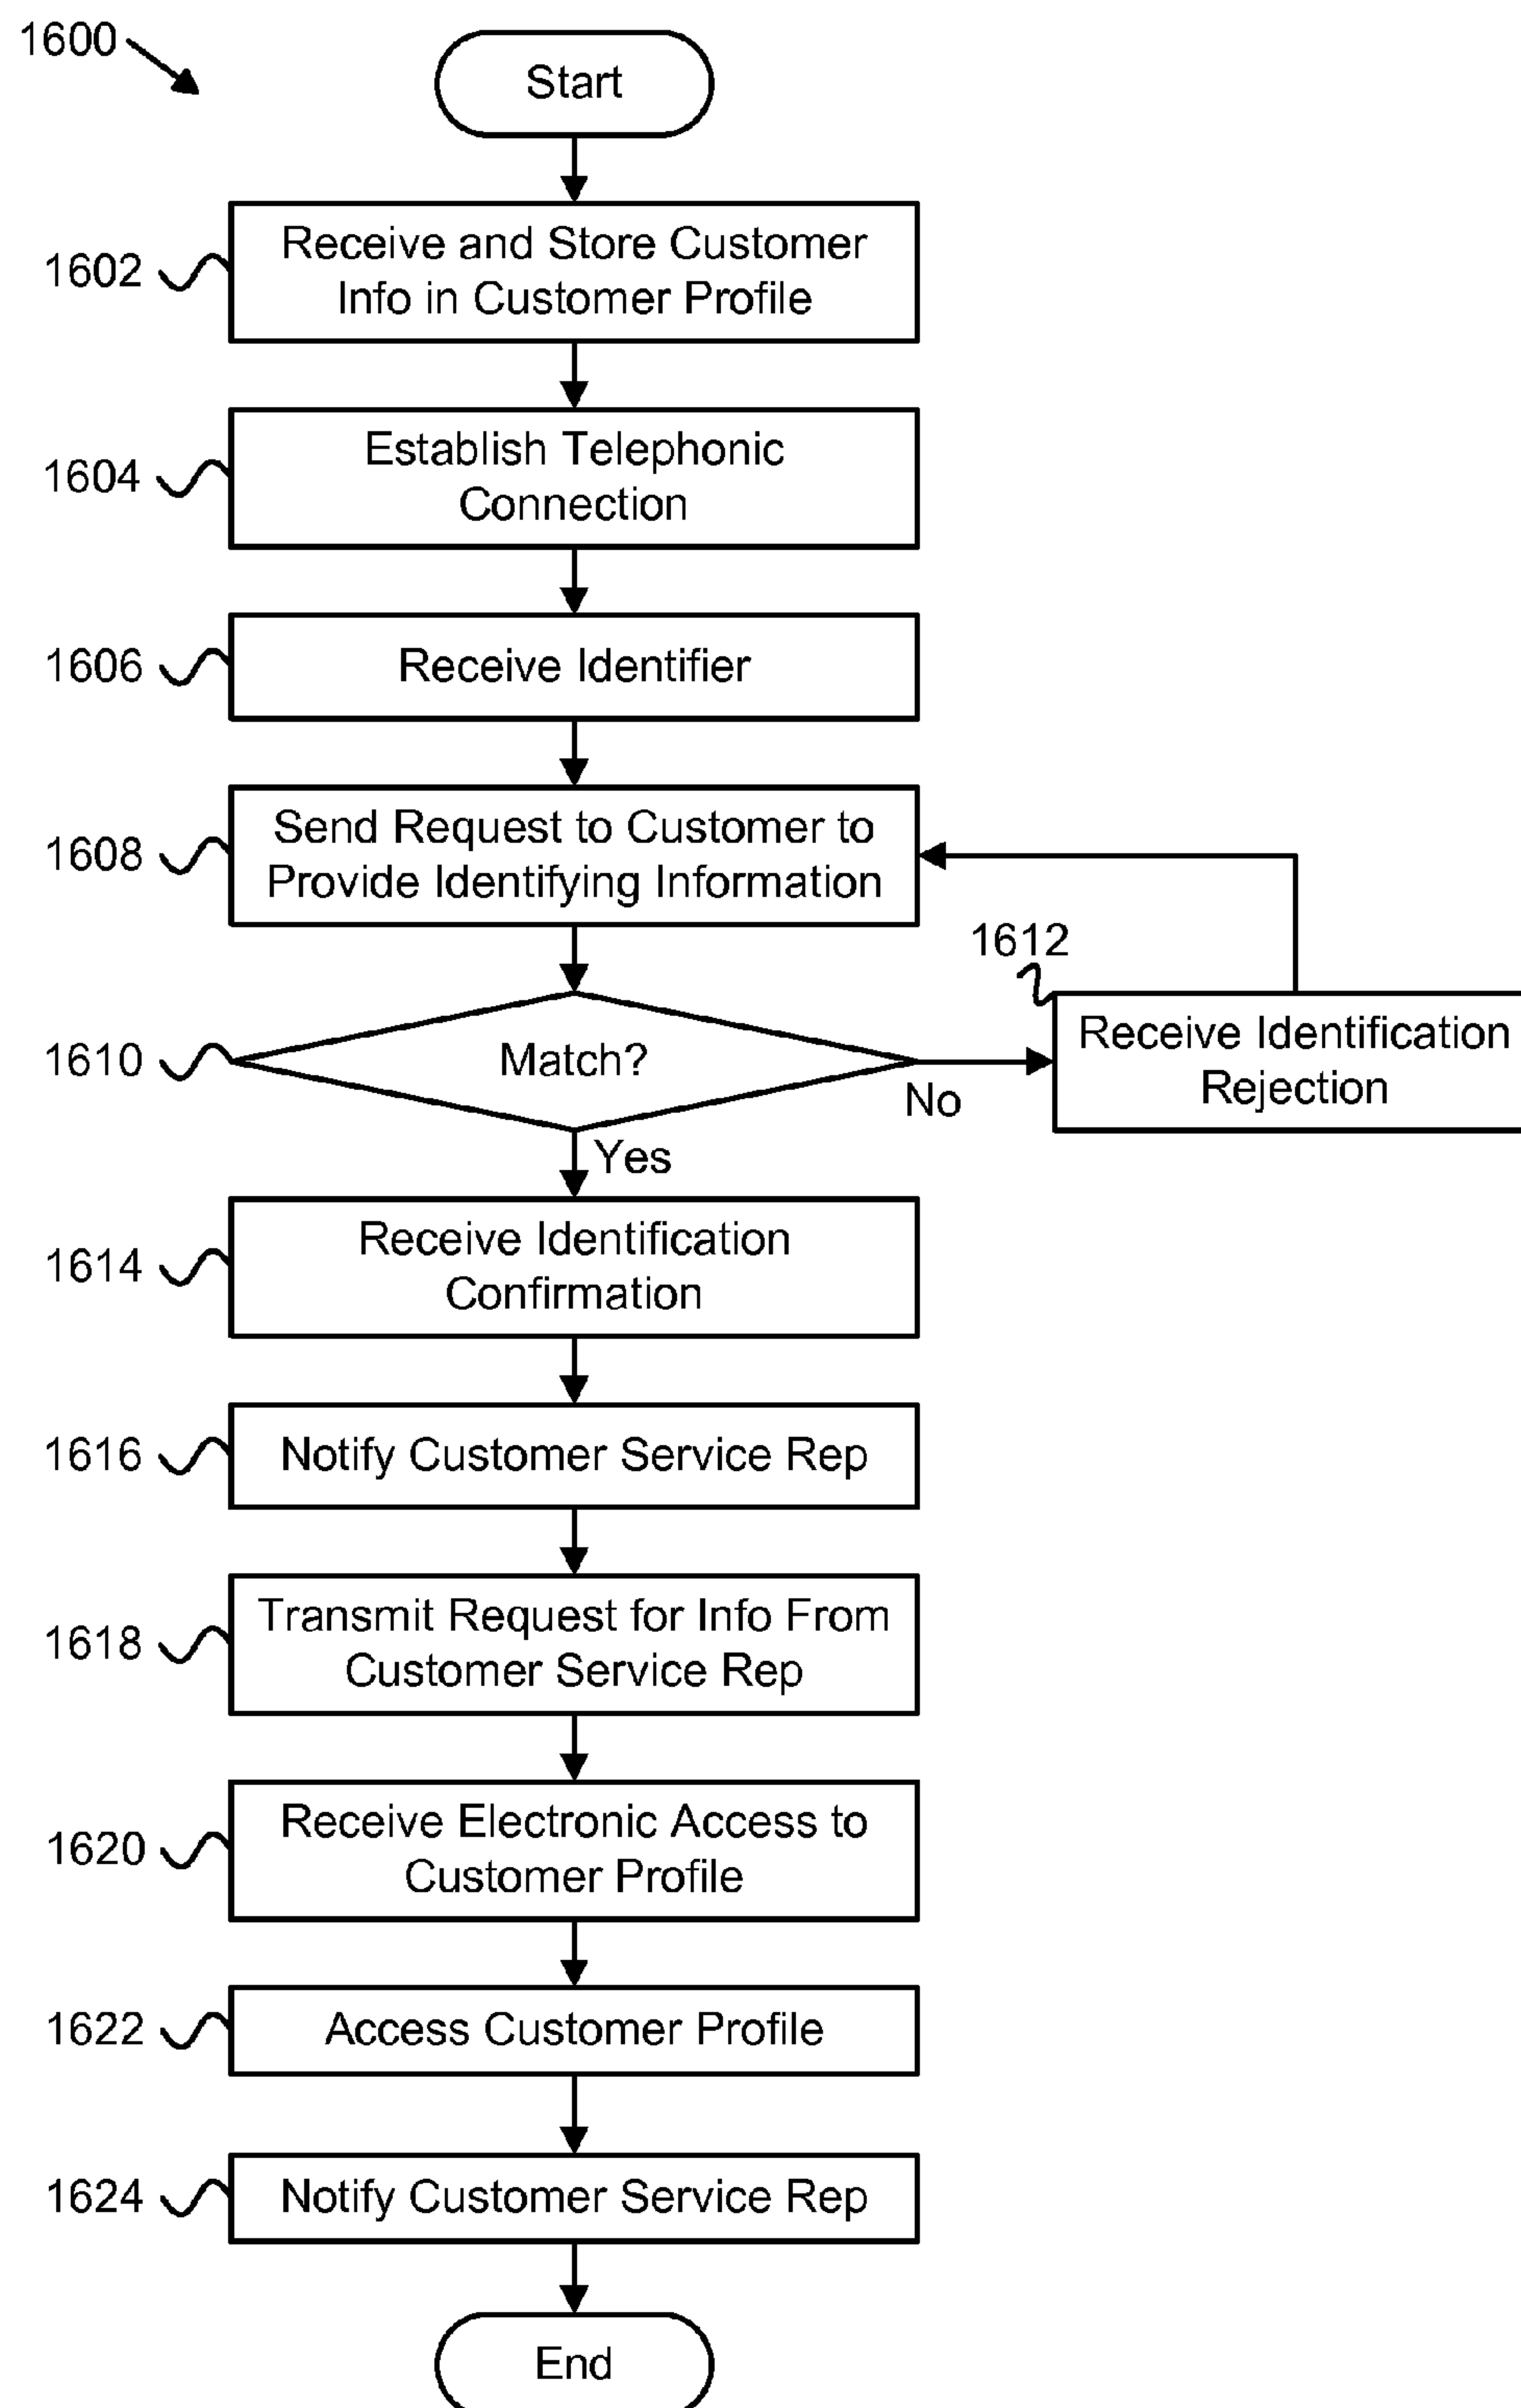 1600
Start
1602
Receive and Store Customer
Info in Customer Profile
1604
Establish Telephonic
Connection
1606
Receive Identifier
1608
Send Request to Customer to
Provide Identifying Information
1610
Match?
No
1612
Receive Identification
Rejection
Yes
1614
Receive Identification
Confirmation
1616
Notify Customer Service Rep
1618
Transmit Request for Info From
Customer Service Rep
1620
Receive Electronic Access to
Customer Profile
1622
Access Customer Profile
1624
Notify Customer Service Rep
End